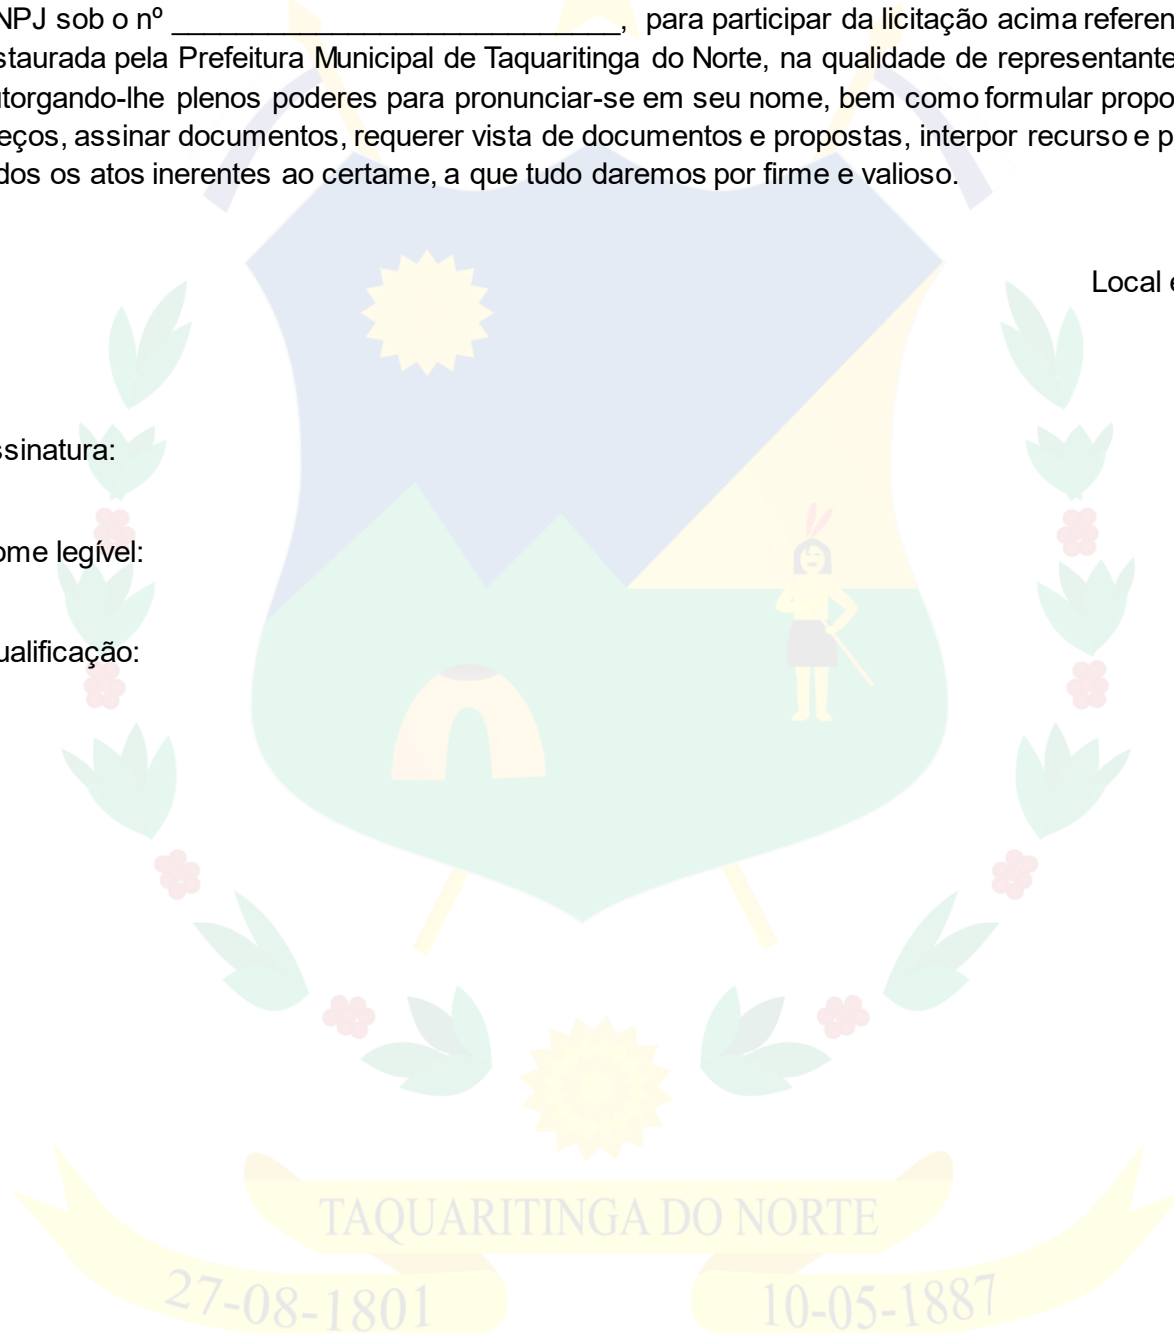 NPJ sob o nº ____________________________, para participar da licitação acima referen
staurada pela Prefeitura Municipal de Taquaritinga do Norte, na qualidade de representante
utorgando-lhe plenos poderes para pronunciar-se em seu nome, bem como formular propo
eços, assinar documentos, requerer vista de documentos e propostas, interpor recurso e p
dos os atos inerentes ao certame, a que tudo daremos por firme e valioso.
Local e
ssinatura:
ome legível:
ualificação:
TAQUARITINGA DO NORTE
27-08-1801 10-05-1887